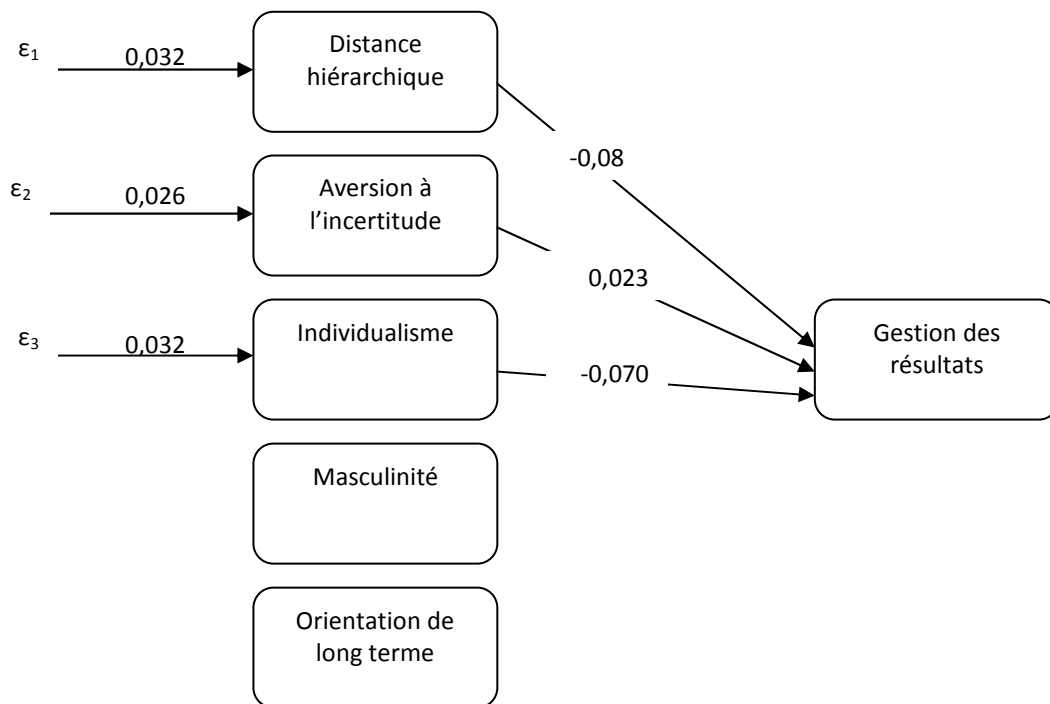 ε1
0,032
Distance
hiérarchique
-0,08
ε2
0,026
Aversion à
l’incertitude
0,023
ε3
0,032
Individualisme
-0,070
Gestion des
résultats
Masculinité
Orientation de
long terme